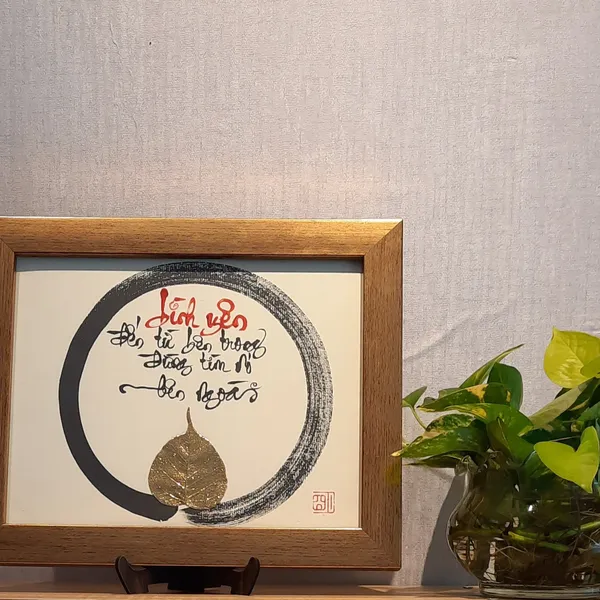 bình yên
Đến từ bên trong
đừng tìm nó
bên ngoài